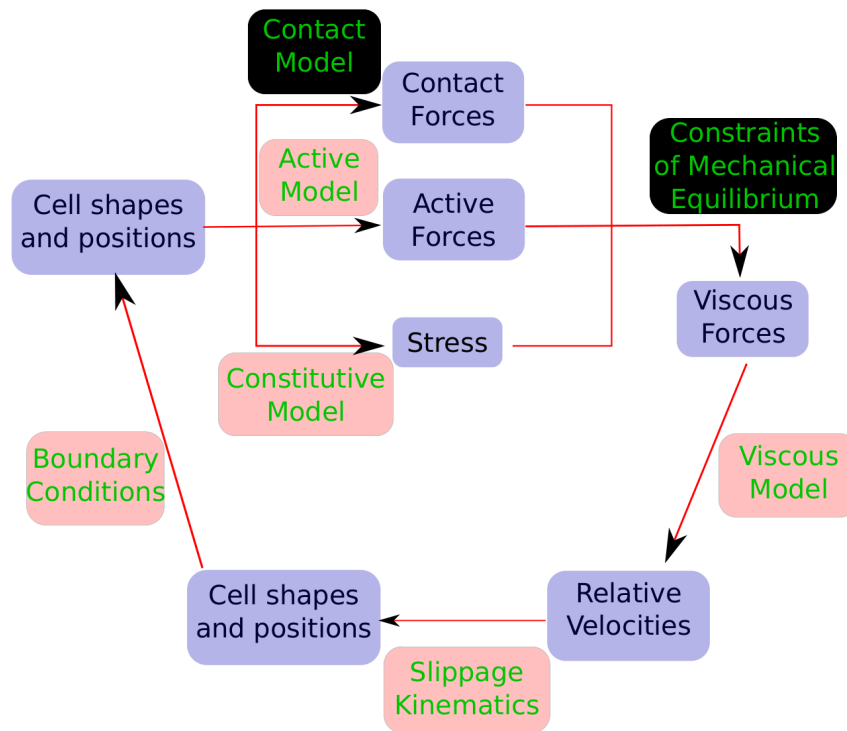 Contact
Model
Contact
Forces
Constraints
of Mechanical
Equilibrium
Active
Model
Cell shapes
and positions
Active
Forces
Viscous
Forces
Stress
Constitutive
Model
Boundary
Conditions
Viscous
Model
Cell shapes
and positions
Relative
Velocities
Slippage
Kinematics